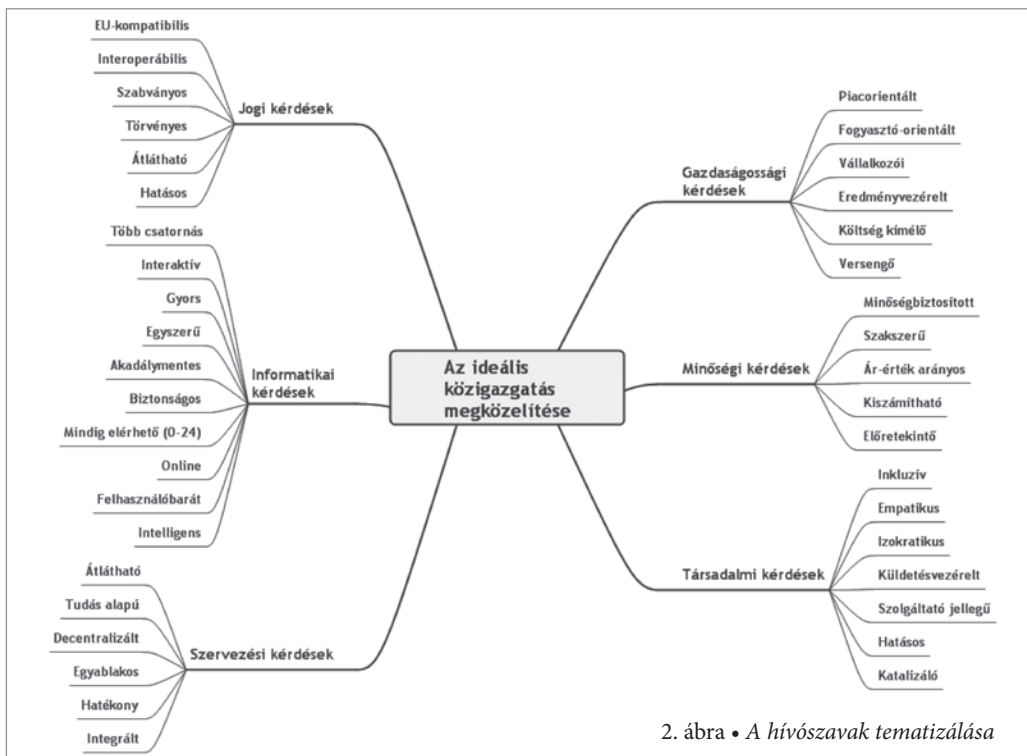 EU-kompatibilis
Interoperábilis
Szabványos
Törvényes
Átlátható
Hatásos
Jogi kérdések
Több csatornás
Interaktív
Gyors
Egyszerű
Akadálymentes
Biztonságos
Mindig elérhető (0-24)
Online
Felhasználóbarát
Intelligens
Informatikai
kérdések
Átlátható
Tudás alapú
Decentralizált
Egyablakos
Hatékony
Integrált
Szervezési kérdések
Az ideális
közigazgatás
megközelítése
Gazdaságossági
kérdések
Piacorientált
Fogyasztó-orientált
Vállalkozói
Eredményvezérelt
Költség kímélő
Versengő
Minőségi kérdések
Minőségbiztosított
Szakszerű
Ár-érték arányos
Kiszámítható
Előretekintő
Társadalmi kérdések
Inkluzív
Empatikus
Izokratikus
Küldetésvezérelt
Szolgáltató jellegű
Hatásos
Katalizáló
2. ábra • A hívószavak tematizálása